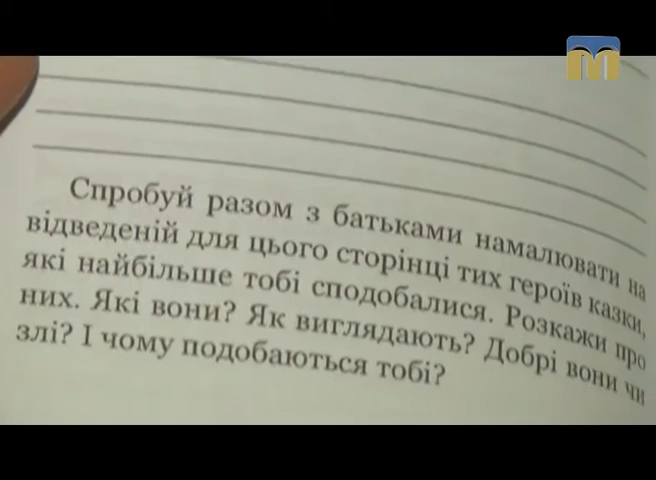 Спробуй разом з батьками намалювати на
відведеній для цього сторінці тих героїв казки,
які найбільше тобі сподобалися. Розкажи про
них. Які вони? Як виглядають? Добрі вони чи
злі? І чому подобаються тобі?